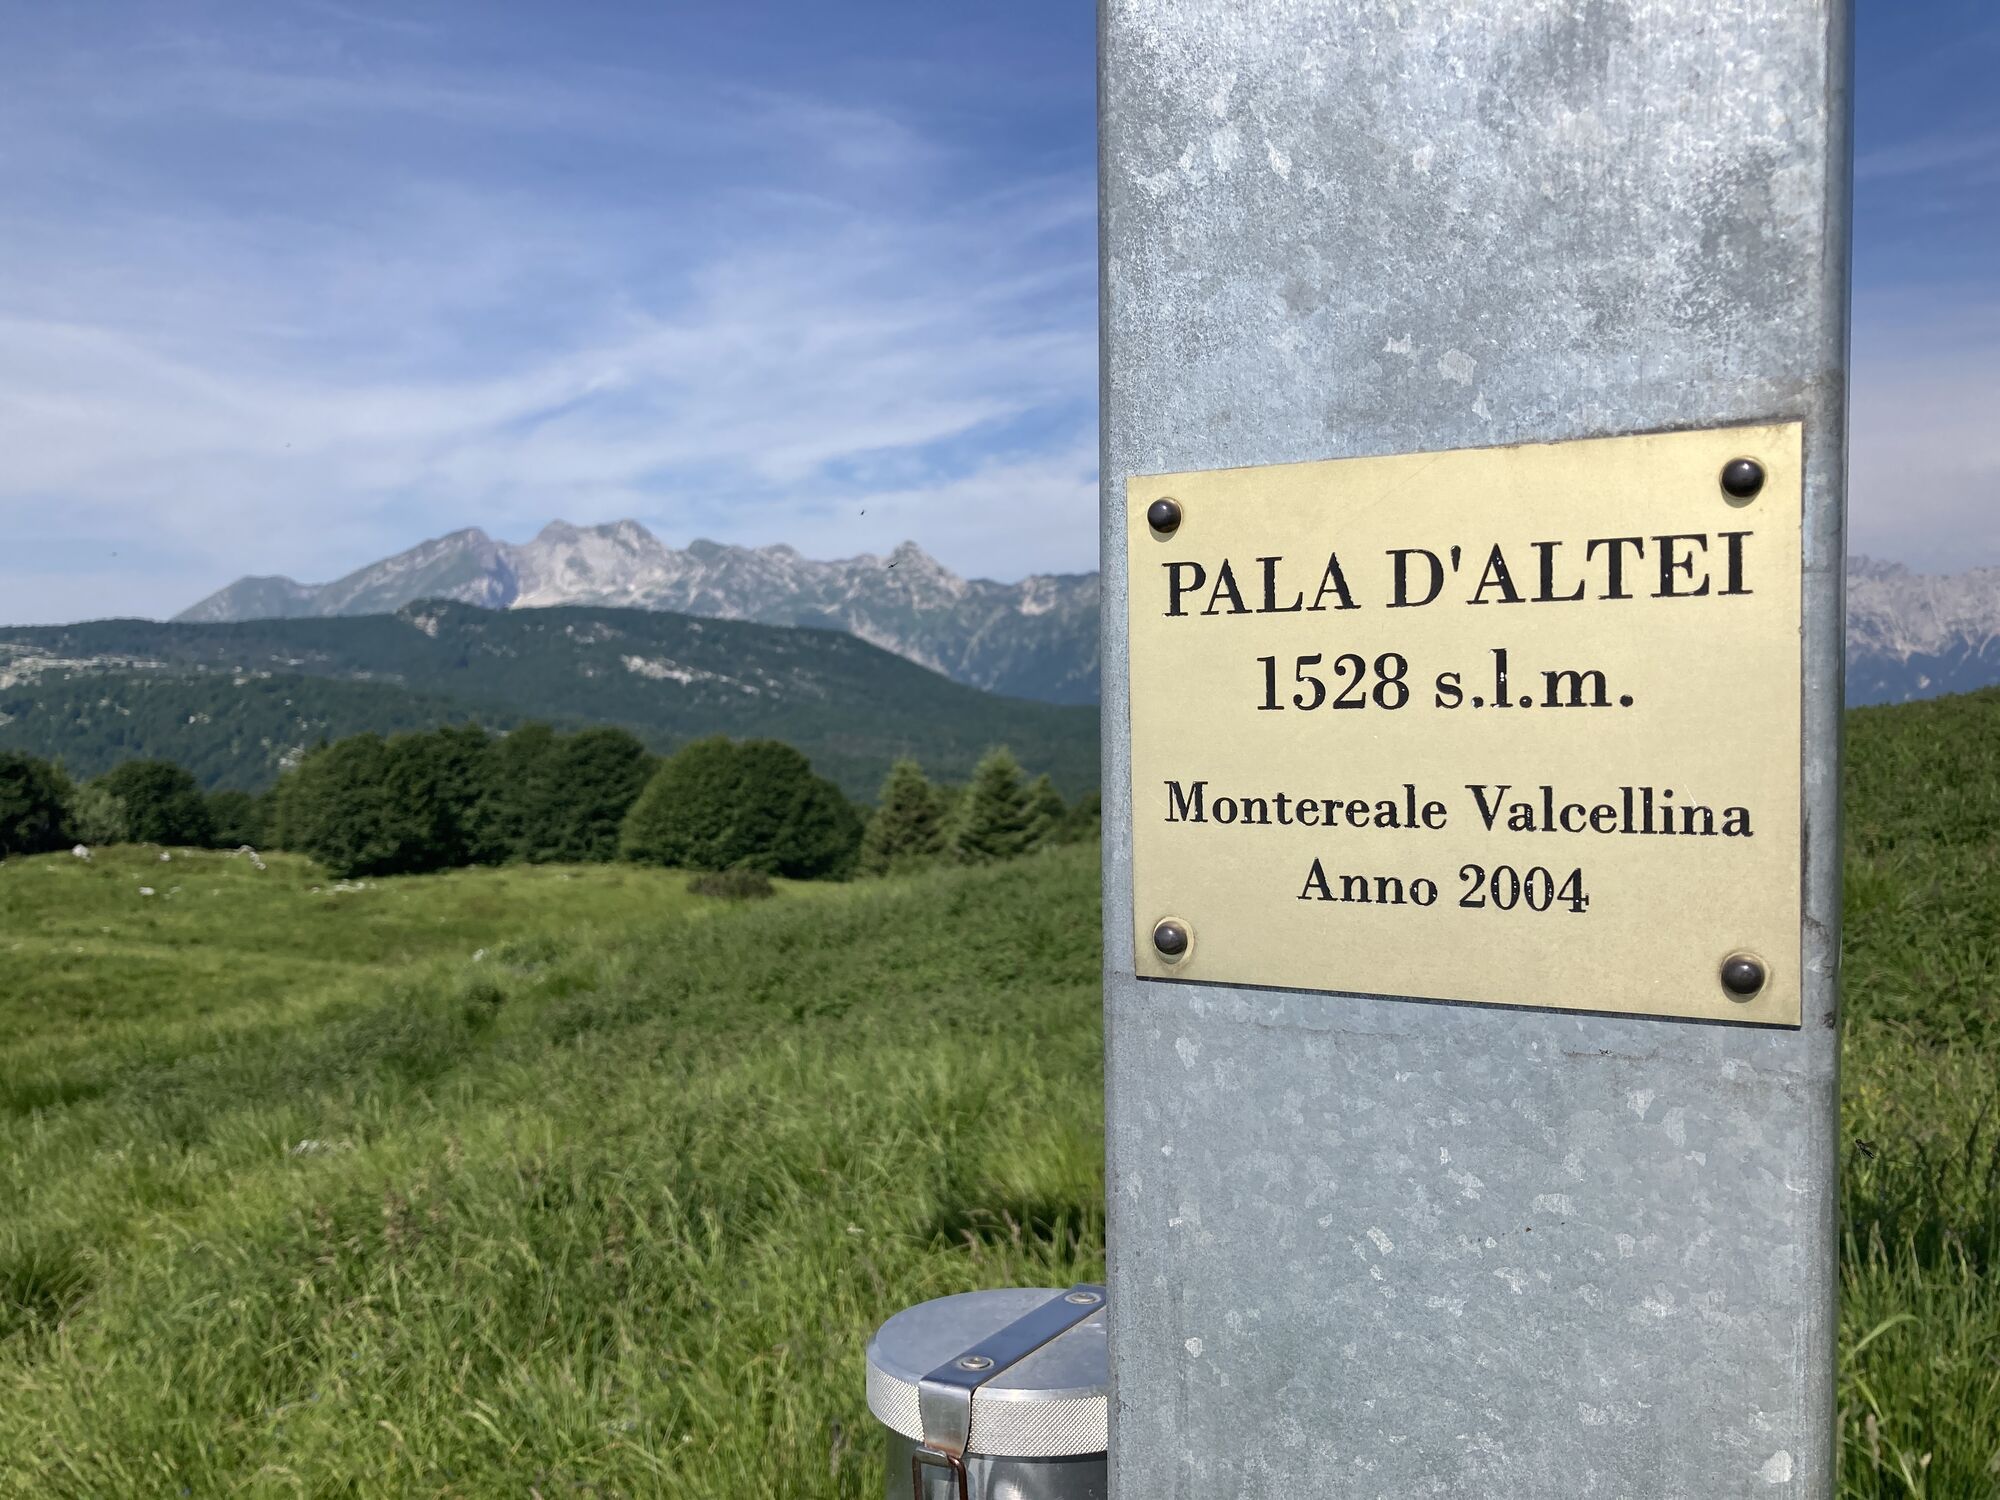 PALA D'ALTEI
1528 s.l.m.
Montereale Valcellina
Anno 2004